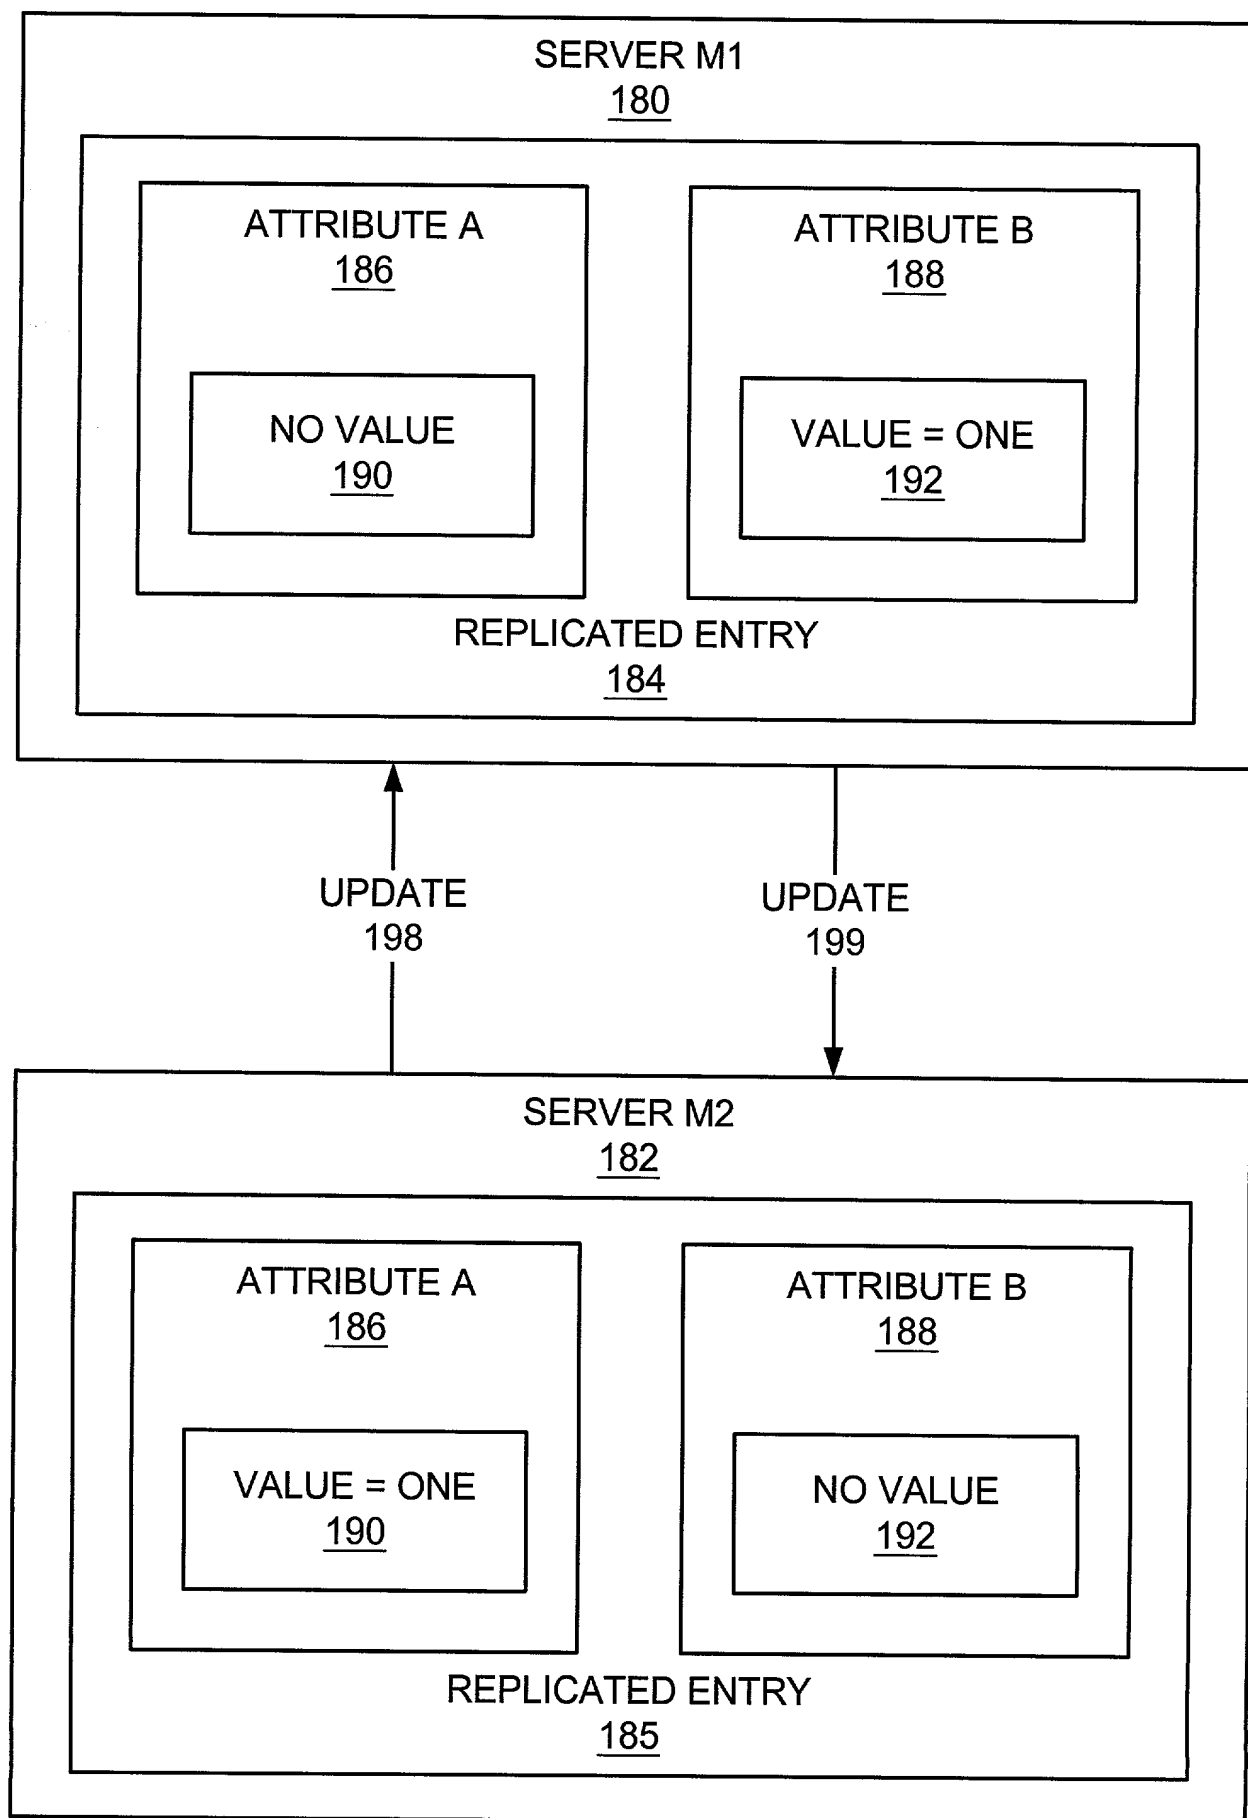 SERVER M1
180
ATTRIBUTE A
186
NO VALUE
190
ATTRIBUTE B
188
VALUE = ONE
192
REPLICATED ENTRY
184
UPDATE
198
UPDATE
199
SERVER M2
182
ATTRIBUTE A
186
VALUE = ONE
190
ATTRIBUTE B
188
NO VALUE
192
REPLICATED ENTRY
185